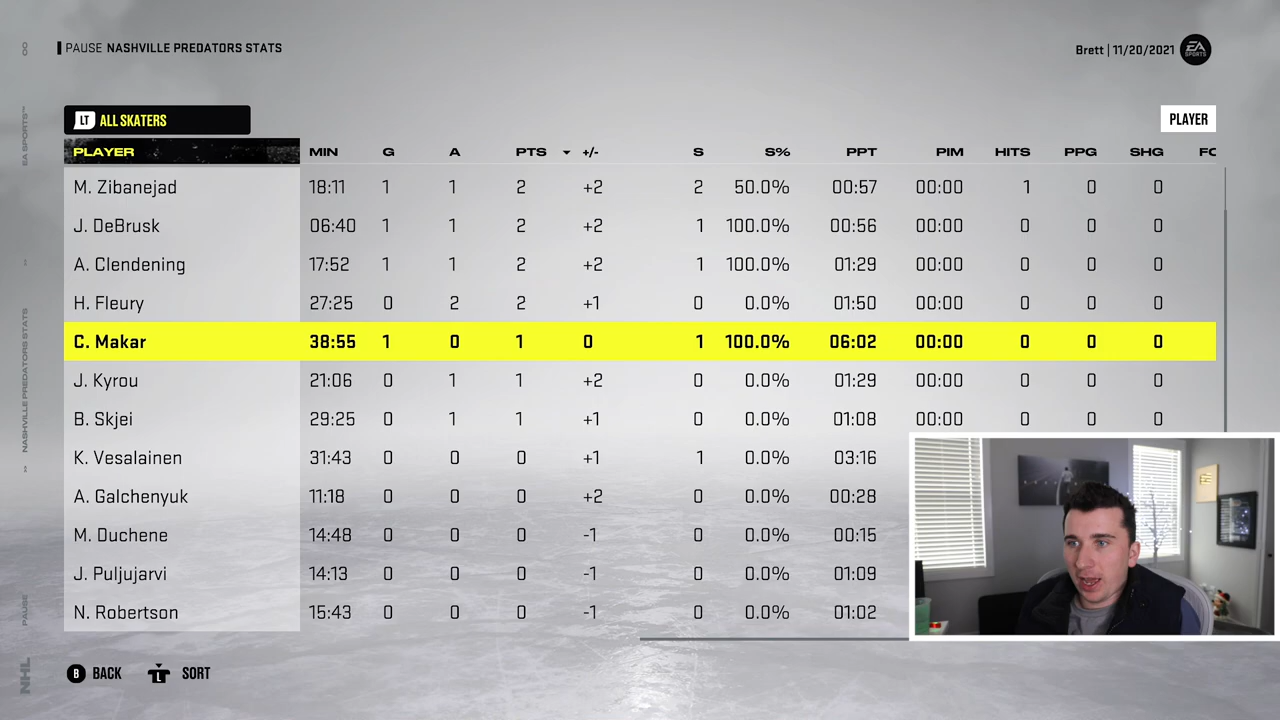 PAUSE NASHVILLE PREDATORS STATS
Brett | 11/20/2021
EA SPORTS
LT ALL SKATERS
PLAYER
PLAYER MIN G A PTS +/- S S% PPT PIM HITS PPG SHG FC
M. Zibanejad 18:11 1 1 2 +2 2 50.0% 00:57 00:00 1 0 0
J. DeBrusk 06:40 1 1 2 +2 1 100.0% 00:56 00:00 0 0 0
A. Clendening 17:52 1 1 2 +2 1 100.0% 01:29 00:00 0 0 0
H. Fleury 27:25 0 2 2 +1 0 0.0% 01:50 00:00 0 0 0
C. Makar 38:55 1 0 1 0 1 100.0% 06:02 00:00 0 0 0
J. Kyrou 21:06 0 1 1 +2 0 0.0% 01:29 00:00 0 0 0
B. Skjei 29:25 0 1 1 +1 0 0.0% 01:08 00:00 0 0 0
K. Vesalainen 31:43 0 0 0 +1 1 0.0% 03:16
A. Galchenyuk 11:18 0 0 0 +2 0 0.0% 00:29
M. Duchene 14:48 0 0 0 -1 0 0.0% 00:15
J. Puljujarvi 14:13 0 0 0 -1 0 0.0% 01:09
N. Robertson 15:43 0 0 0 -1 0 0.0% 01:02
B BACK L SORT
EA SPORTS™
NASHVILLE PREDATORS STATS
PAUSE
NHL